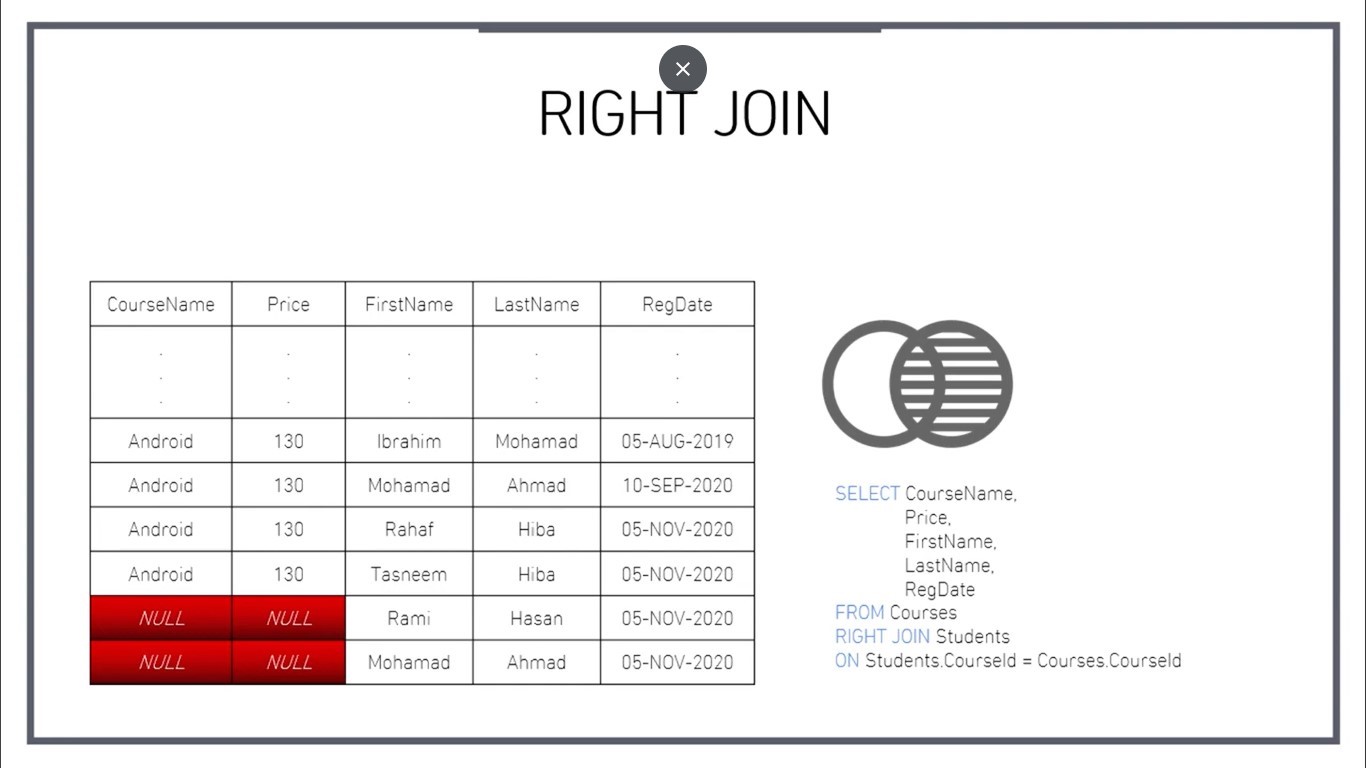 RIGHT JOIN
CourseName Price FirstName LastName RegDate
. . . . .
. . . . .
. . . . .
Android 130 Ibrahim Mohamad 05-AUG-2019
Android 130 Mohamad Ahmad 10-SEP-2020
Android 130 Rahaf Hiba 05-NOV-2020
Android 130 Tasneem Hiba 05-NOV-2020
NULL NULL Rami Hasan 05-NOV-2020
NULL NULL Mohamad Ahmad 05-NOV-2020
SELECT CourseName,
Price,
FirstName,
LastName,
RegDate
FROM Courses
RIGHT JOIN Students
ON Students.CourseId = Courses.CourseId